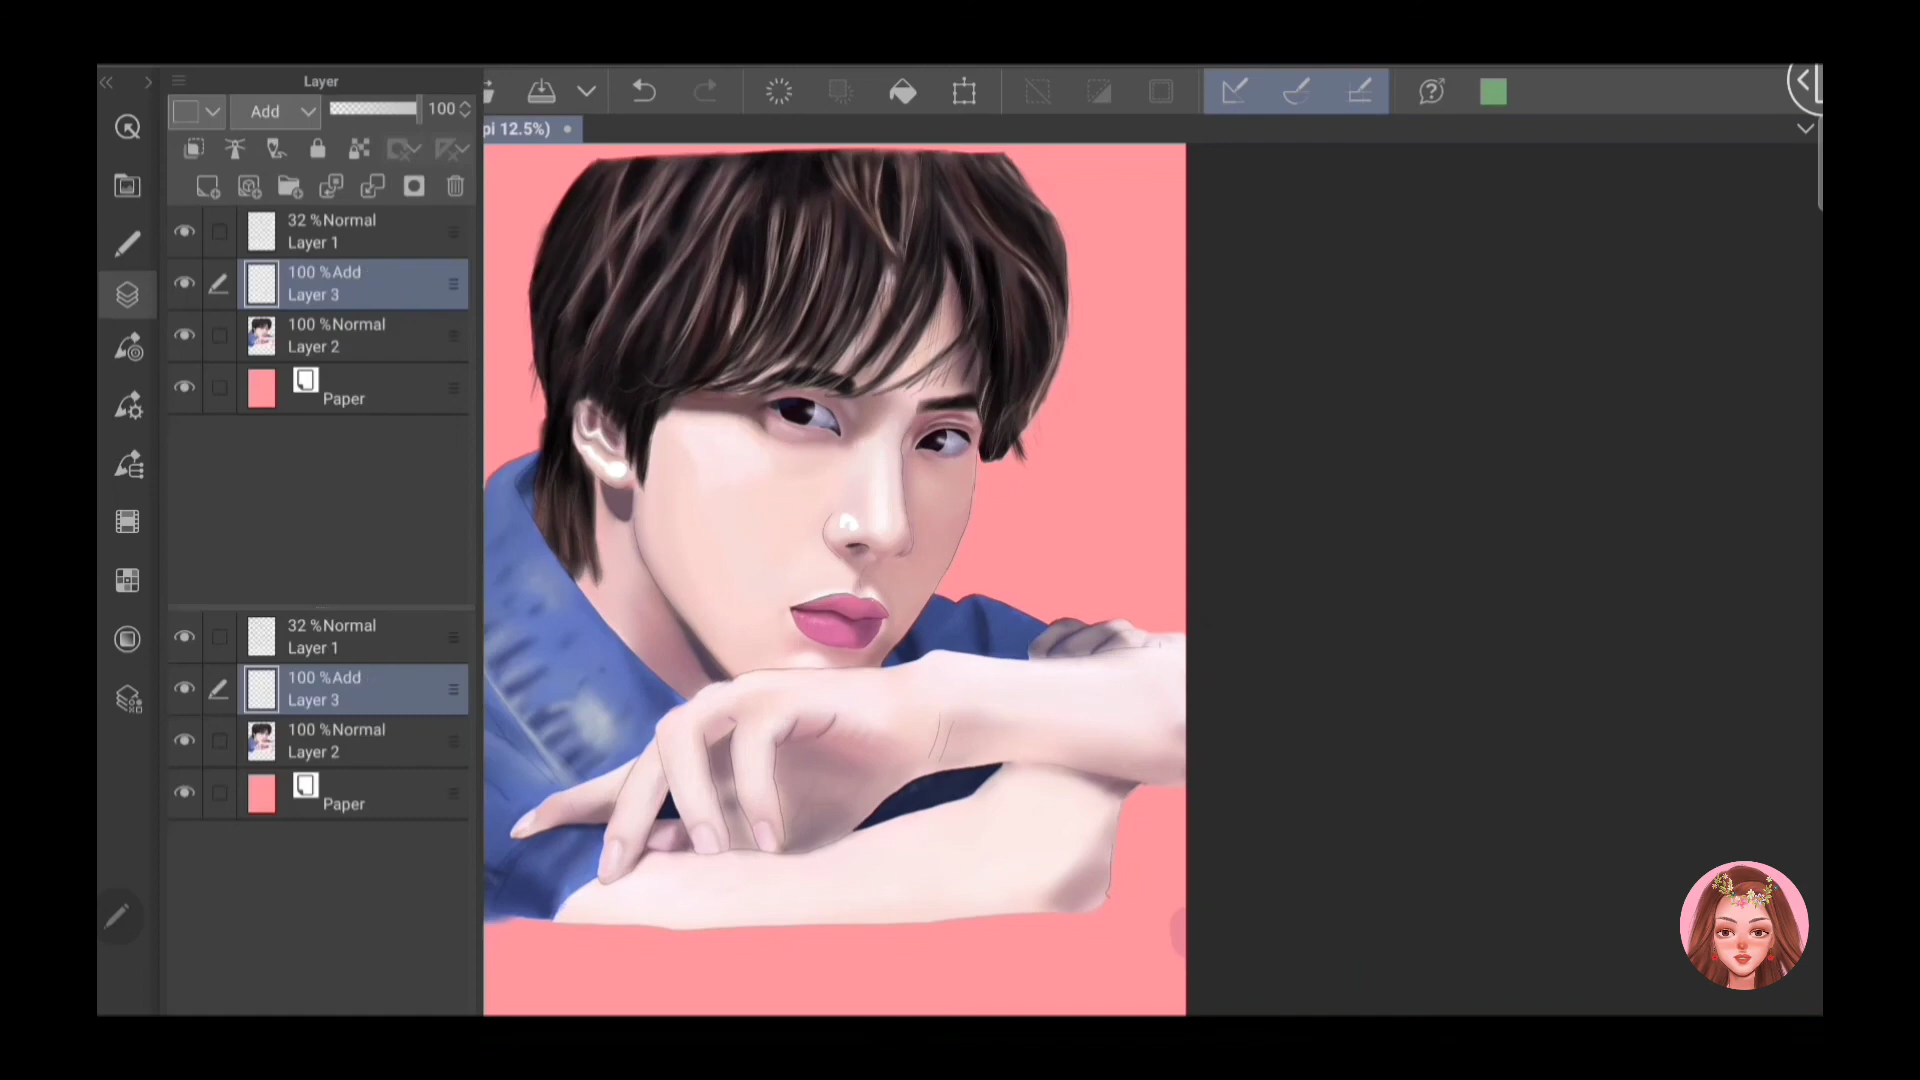 Layer
Add
100
pi 12.5%)
32 %Normal
Layer 1
100 %Add
Layer 3
100 %Normal
Layer 2
Paper
32 %Normal
Layer 1
100 %Add
Layer 3
100 %Normal
Layer 2
Paper